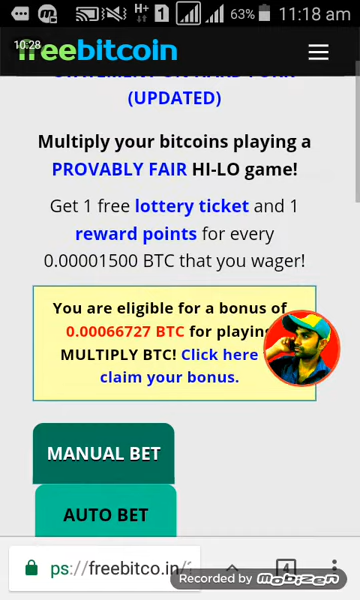 H+ 1 63% 11:18 am
10.28
freebitcoin
(UPDATED)
Multiply your bitcoins playing a
PROVABLY FAIR HI-LO game!
Get 1 free lottery ticket and 1
reward points for every
0.00001500 BTC that you wager!
You are eligible for a bonus of
0.00066727 BTC for playing
MULTIPLY BTC! Click here
claim your bonus.
MANUAL BET
AUTO BET
ps://freebitco.in/
4
Recorded by mobizen